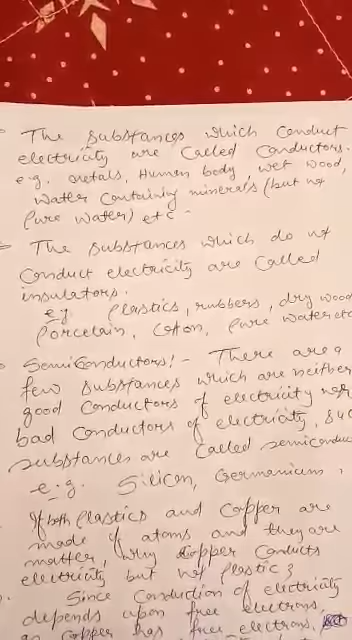 The substances which conduct
electricity are called conductors.
e.g. metals, Human body, wet wood,
water containing minerals (but not
Pure water) etc -
The substances which do not
conduct electricity are called
insulators.
e.g Plastics, rubbers, dry wood
Porcelain, Cotton, Pure water etc
Semiconductors:- There are a
few substances which are neither
good conductors of electricity nor
bad conductors of electricity,
substances are called
e.g. Silicon, Germanium,
If both Plastics and Copper are
made of atoms and they are
matter, why Copper Conducts
electricity but not plastic?
Since Conduction of electricity
depends upon free electrons,
as Copper has free electrons,